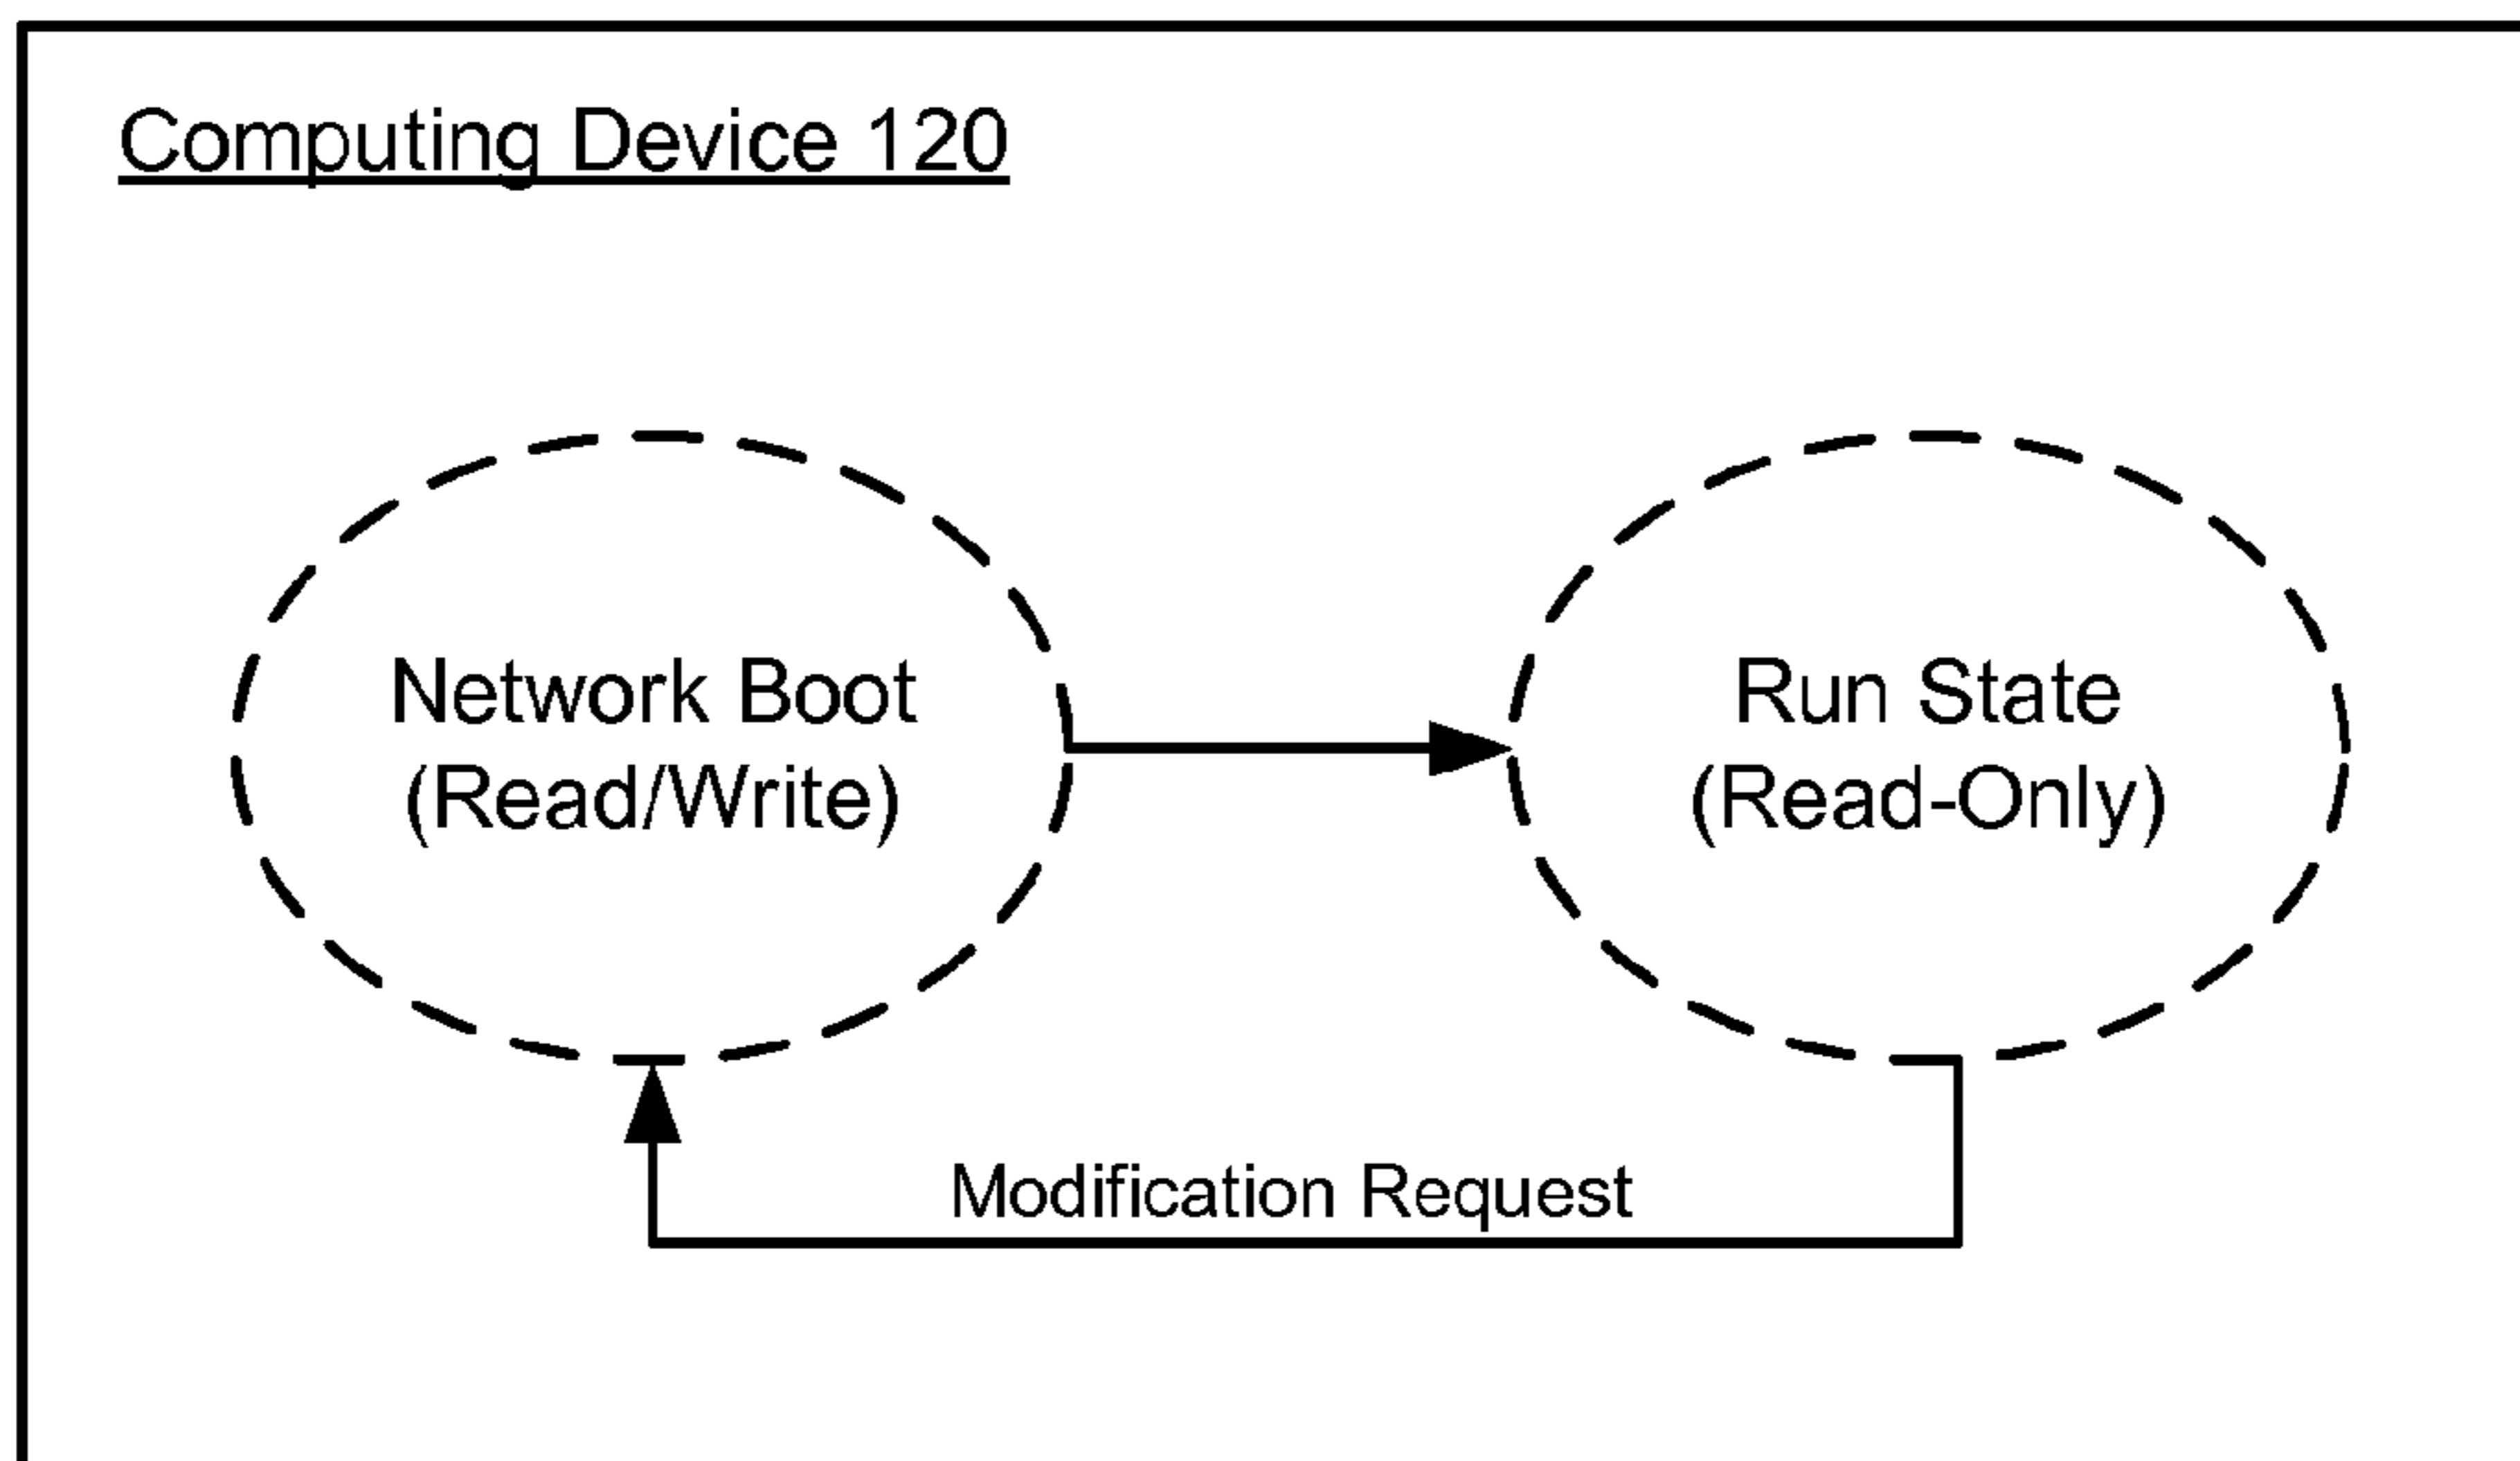 Computing Device 120
Network Boot
(Read/Write)
Run State
(Read-Only)
Modification Request